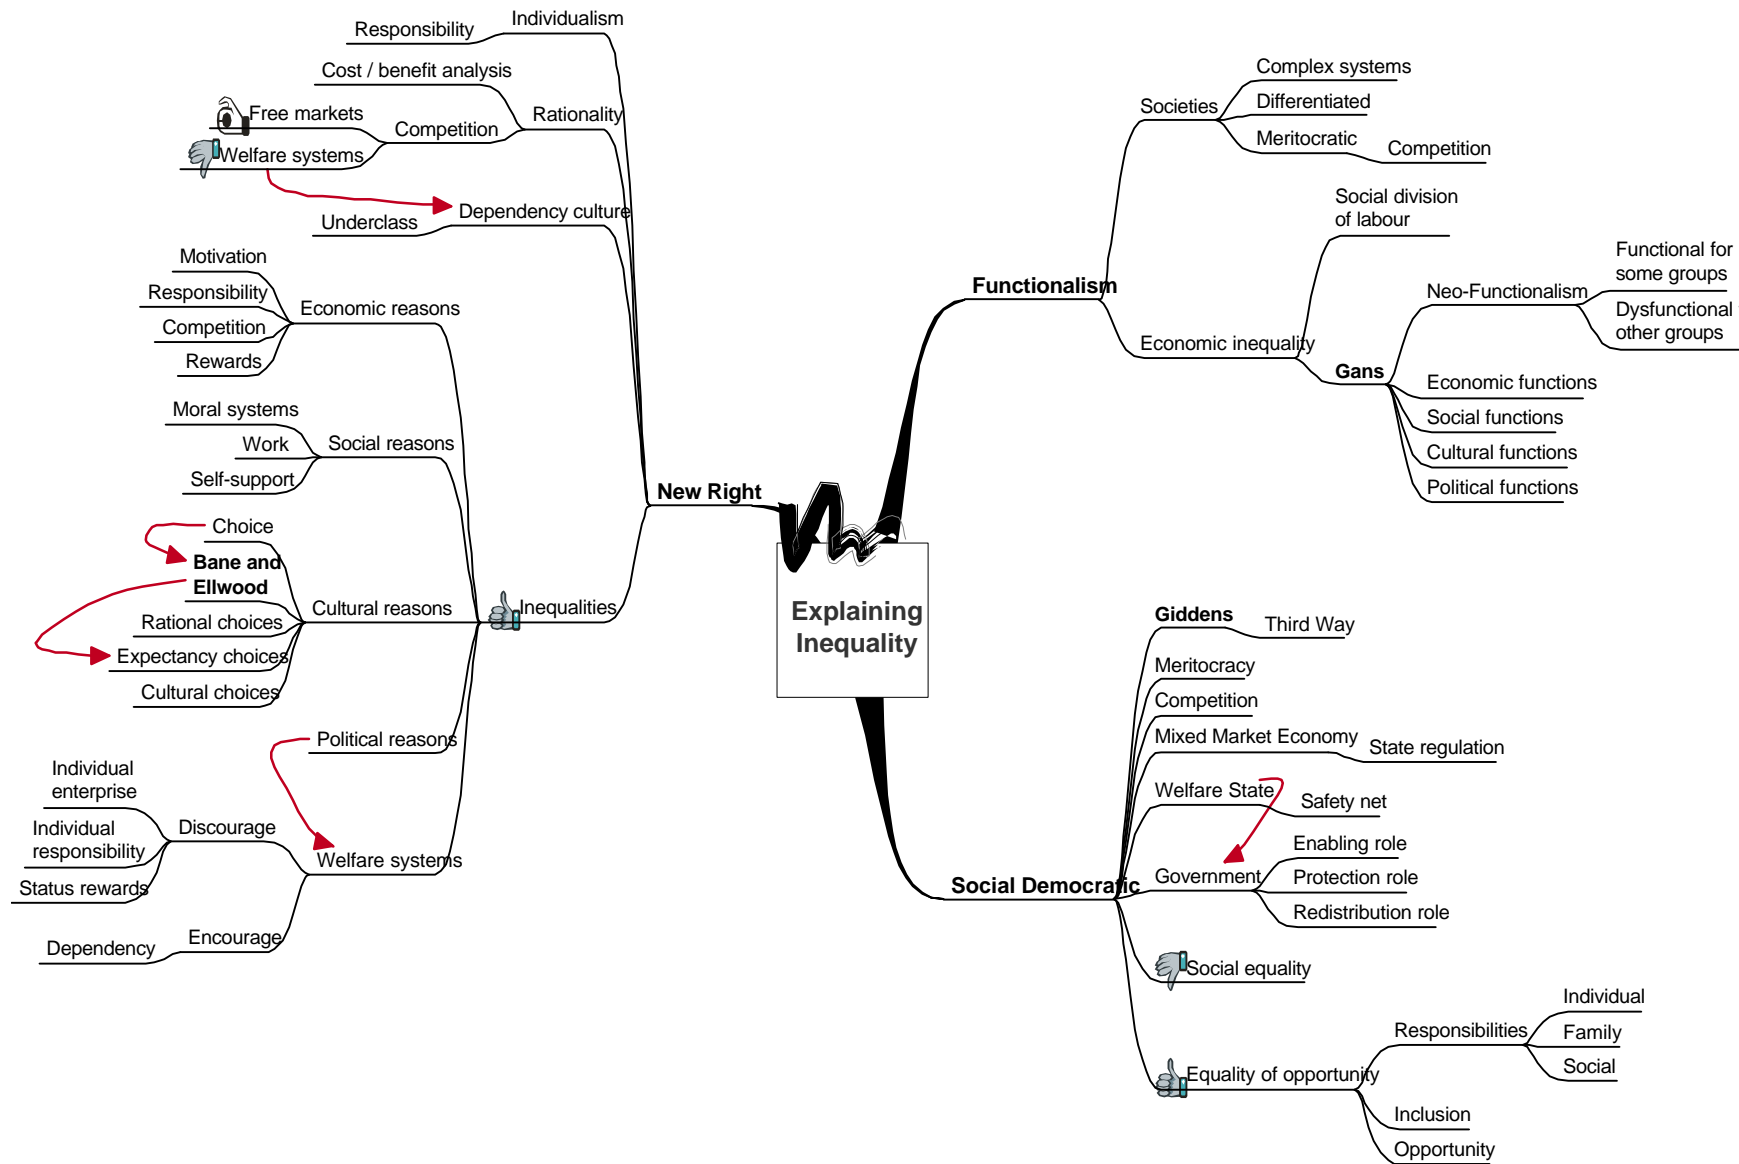 Individualism
Responsibility
Cost / benefit analysis
Rationality
Free markets
Competition
Welfare systems
Dependency culture
Underclass
New Right
Motivation
Responsibility
Competition
Rewards
Economic reasons
Moral systems
Work
Self-support
Social reasons
Choice
Bane and
Ellwood
Rational choices
Expectancy choices
Cultural choices
Cultural reasons
Inequalities
Political reasons
Individual
enterprise
Individual
responsibility
Status rewards
Discourage
Welfare systems
Encourage
Dependency
Explaining
Inequality
Functionalism
Societies
Complex systems
Differentiated
Meritocratic
Competition
Economic inequality
Social division
of labour
Gans
Neo-Functionalism
Functional for
some groups
Dysfunctional
other groups
Economic functions
Social functions
Cultural functions
Political functions
Social Democratic
Giddens
Third Way
Meritocracy
Competition
Mixed Market Economy
State regulation
Welfare State
Safety net
Government
Enabling role
Protection role
Redistribution role
Social equality
Equality of opportunity
Responsibilities
Individual
Family
Social
Inclusion
Opportunity